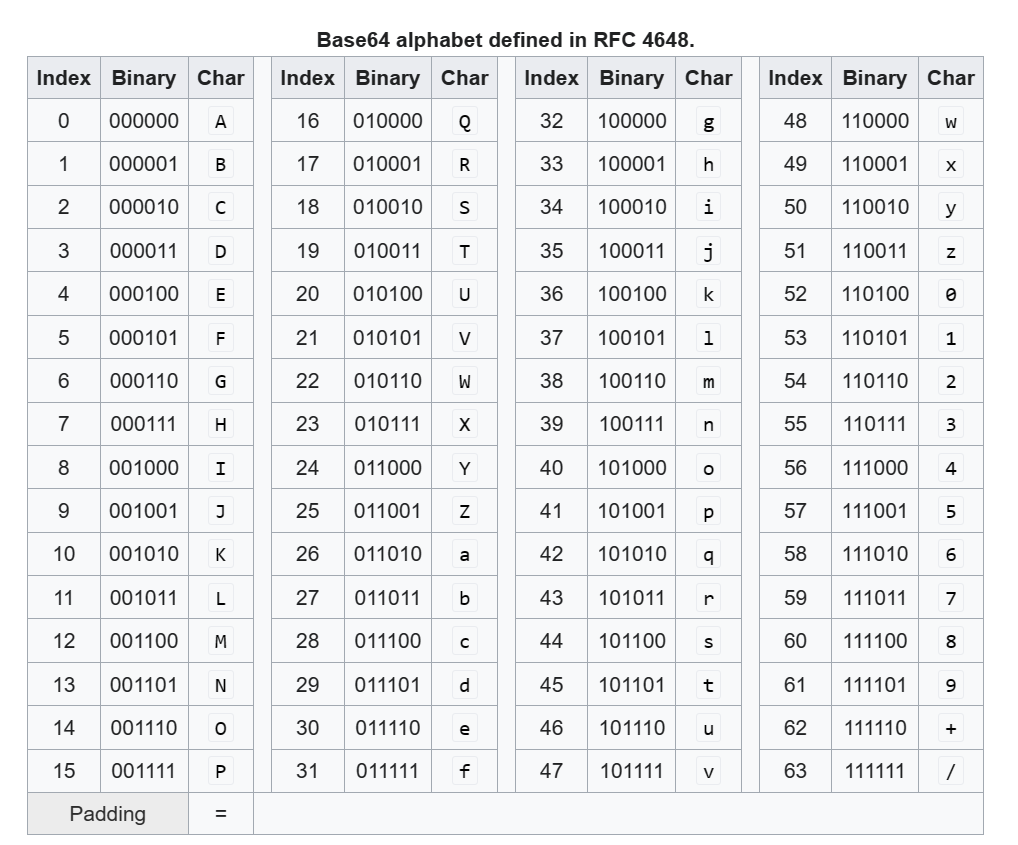 Base64 alphabet defined in RFC 4648.
Index Binary Char Index Binary Char Index Binary Char Index Binary Char
0 000000 A 16 010000 Q 32 100000 g 48 110000 w
1 000001 B 17 010001 R 33 100001 h 49 110001 x
2 000010 C 18 010010 S 34 100010 i 50 110010 y
3 000011 D 19 010011 T 35 100011 j 51 110011 z
4 000100 E 20 010100 U 36 100100 k 52 110100 0
5 000101 F 21 010101 V 37 100101 l 53 110101 1
6 000110 G 22 010110 W 38 100110 m 54 110110 2
7 000111 H 23 010111 X 39 100111 n 55 110111 3
8 001000 I 24 011000 Y 40 101000 o 56 111000 4
9 001001 J 25 011001 Z 41 101001 p 57 111001 5
10 001010 K 26 011010 a 42 101010 q 58 111010 6
11 001011 L 27 011011 b 43 101011 r 59 111011 7
12 001100 M 28 011100 c 44 101100 s 60 111100 8
13 001101 N 29 011101 d 45 101101 t 61 111101 9
14 001110 O 30 011110 e 46 101110 u 62 111110 +
15 001111 P 31 011111 f 47 101111 v 63 111111 /
Padding =